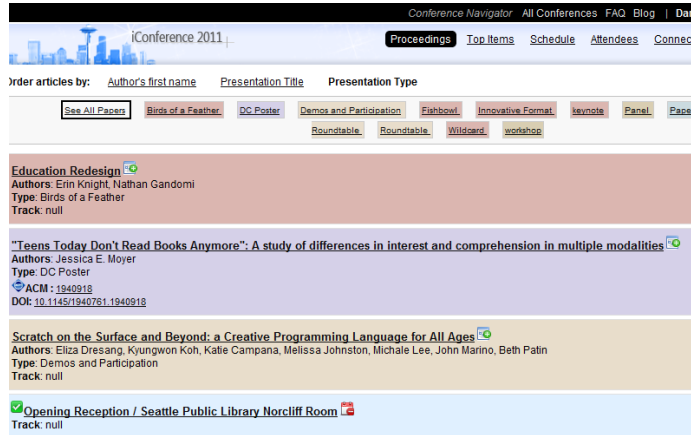 Conference Navigator All Conferences FAQ Blog |
iConference 2011
Proceedings Top Items Schedule Attendees
Order articles by: Author's first name Presentation Title Presentation Type
See All Papers Birds of a Feather DC Poster Demos and Participation Fishbowl Innovative Format keynote Panel
Roundtable Roundtable Wildcard workshop
Education Redesign
Authors: Erin Knight, Nathan Gandomi
Type: Birds of a Feather
Track: null
"Teens Today Don't Read Books Anymore": A study of differences in interest and comprehension in multiple modalities
Authors: Jessica E. Moyer
Type: DC Poster
ACM : 1940918
DOI: 10.1145/1940761.1940918
Scratch on the Surface and Beyond: a Creative Programming Language for All Ages
Authors: Eliza Dresang, Kyungwon Koh, Katie Campana, Melissa Johnston, Michale Lee, John Marino, Beth Patin
Type: Demos and Participation
Track: null
Opening Reception / Seattle Public Library Norcliff Room
Track: null